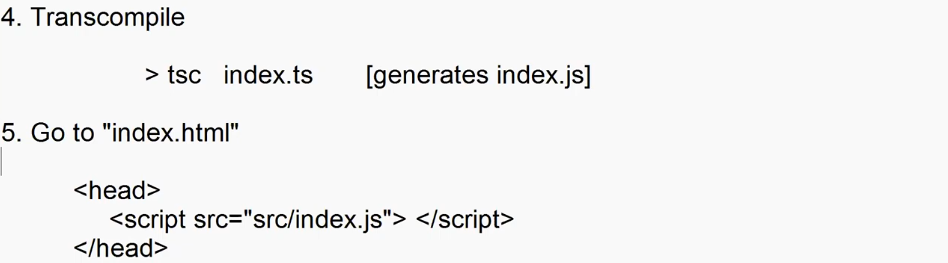 4. Transcompile
> tsc index.ts [generates index.js]
5. Go to "index.html"
<head>
<script src="src/index.js"> </script>
</head>